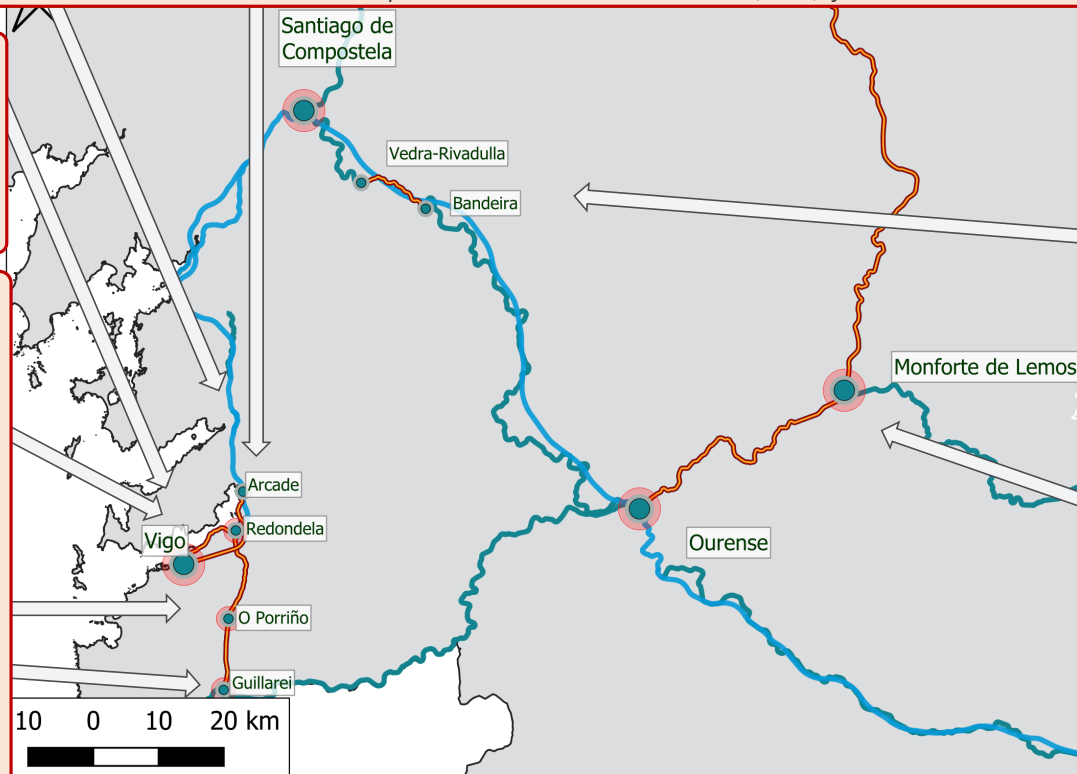 Santiago de
Compostela
Vedra-Rivadulla
Bandeira
Monforte de Lemos
Arcade
Redondela
Vigo
Ourense
O Porriño
Guillarei
10 0 10 20 km